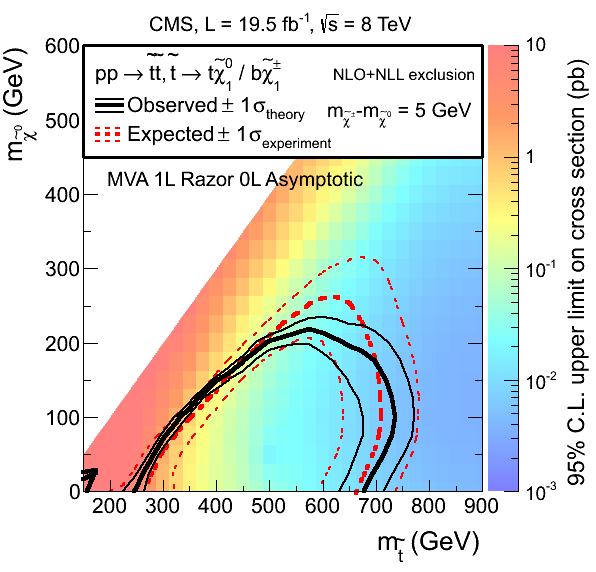 CMS, L = 19.5 fb⁻¹, √s = 8 TeV
pp → t̃t̃, t̃ → tχ̃₁⁰ / bχ̃₁±
NLO+NLL exclusion
Observed ± 1σtheory
mχ̃± - mχ̃⁰ = 5 GeV
Expected ± 1σexperiment
MVA 1L Razor 0L Asymptotic
mχ̃⁰ (GeV)
600
500
400
300
200
100
0
200 300 400 500 600 700 800 900
mt̃ (GeV)
10
1
10⁻¹
10⁻²
10⁻³
95% C.L. upper limit on cross section (pb)